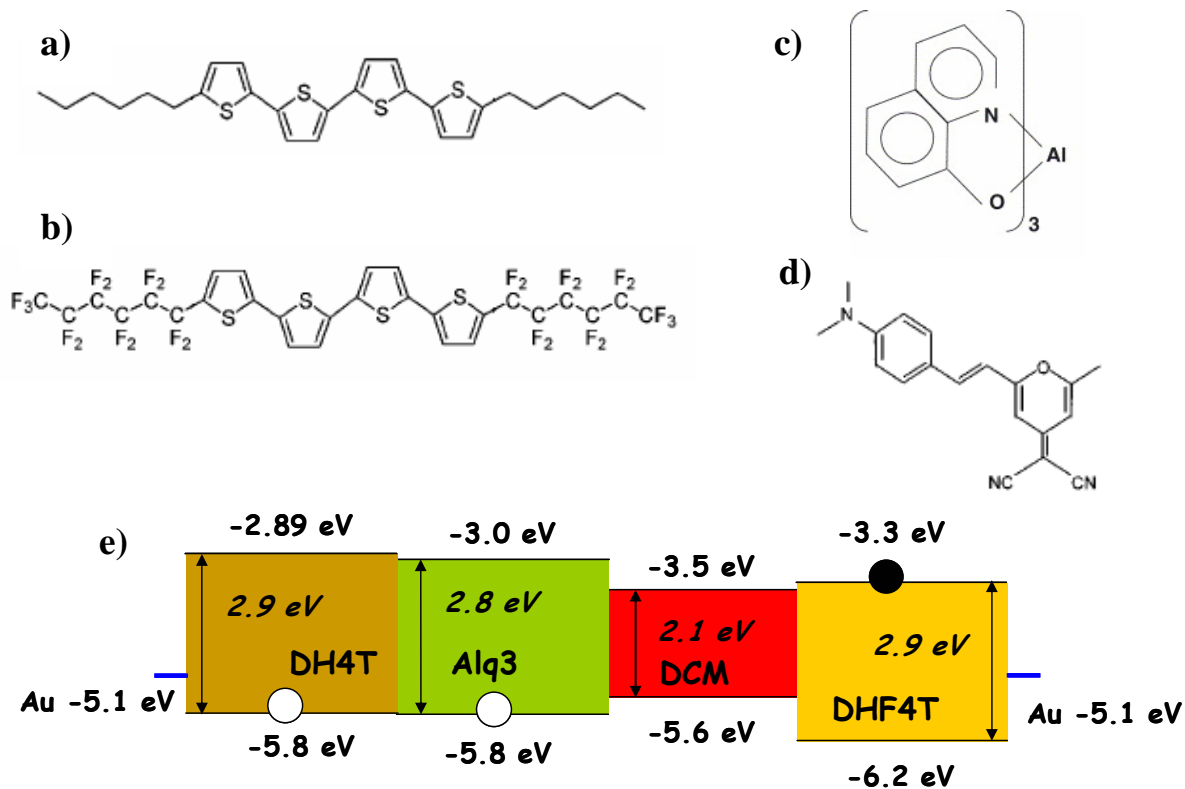 a)
S S S S
c)
N
Al
O
3
b)
F₃C F₂ F₂ F₂ F₂ F₂ S S S S F₂ F₂ F₂ F₂ F₂ CF₃
d)
N
O
NC CN
e)
-2.89 eV
-3.0 eV
-3.5 eV
-3.3 eV
2.9 eV
2.8 eV
2.1 eV
2.9 eV
DH4T
Alq3
DCM
DHF4T
Au -5.1 eV
Au -5.1 eV
-5.8 eV
-5.8 eV
-5.6 eV
-6.2 eV